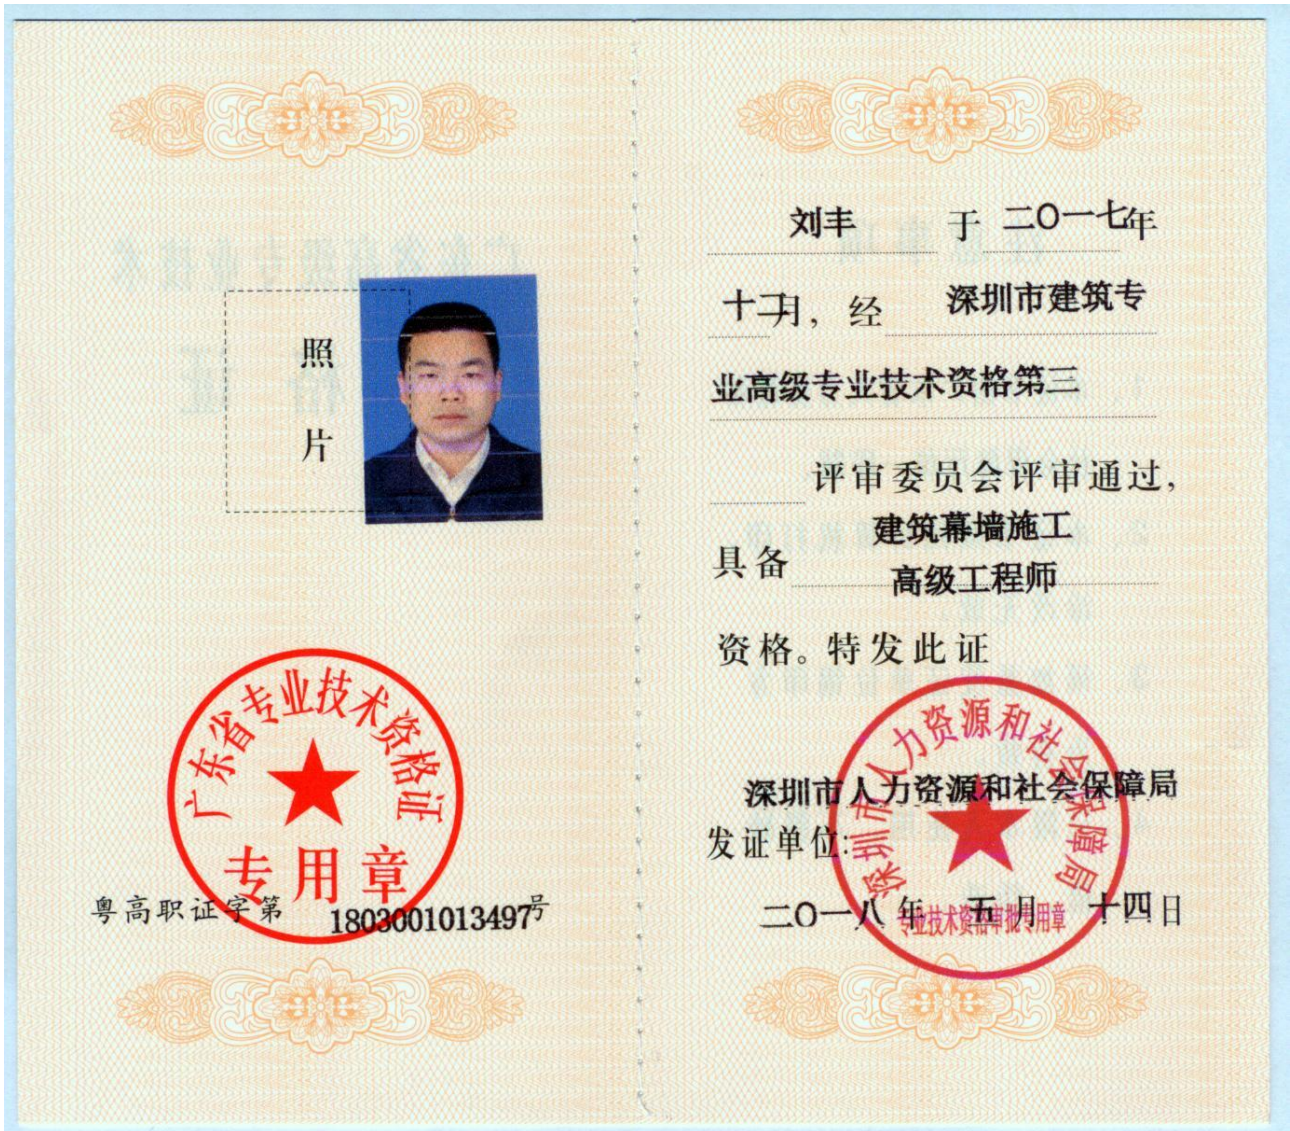 照
片
广东省专业技术资格证
专用章
粤高职证字第 1803001013497号
刘丰 于 二〇一七年
十二月，经 深圳市建筑专
业高级专业技术资格第三
评审委员会评审通过，
建筑幕墙施工
具备
高级工程师
资格。特发此证
深圳市人力资源和社会保障局
深圳市人力资源和社会保障局
发证单位：
二〇一八年 五月 十四日
专业技术资格审批专用章